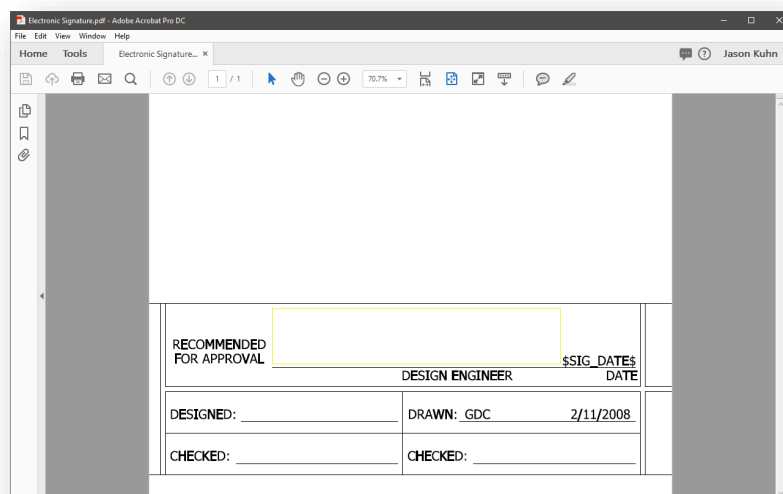 Electronic Signature.pdf - Adobe Acrobat Pro DC
File Edit View Window Help
Home Tools Electronic Signature... × Jason Kuhn
1 / 1 70.7%
RECOMMENDED
FOR APPROVAL $SIG_DATE$
DESIGN ENGINEER DATE
DESIGNED: DRAWN: GDC 2/11/2008
CHECKED: CHECKED: